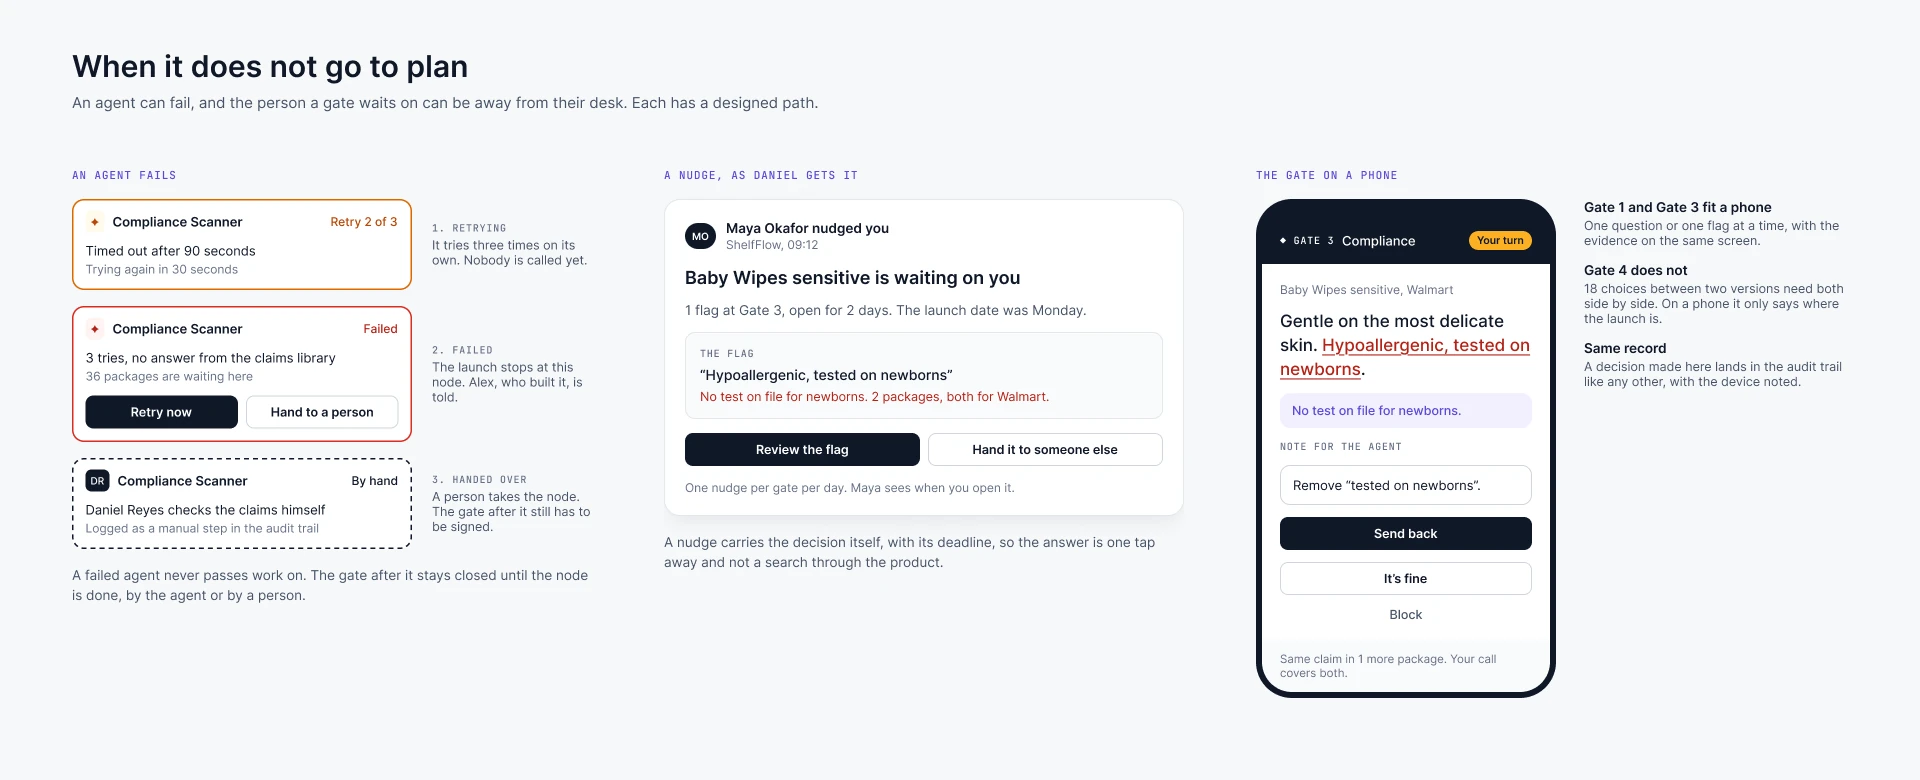 When it does not go to plan
An agent can fail, and the person a gate waits on can be away from their desk. Each has a designed path.
AN AGENT FAILS
Compliance Scanner
Retry 2 of 3
Timed out after 90 seconds
Trying again in 30 seconds
1. RETRYING
It tries three times on its
own. Nobody is called yet.
Compliance Scanner
Failed
3 tries, no answer from the claims library
36 packages are waiting here
Retry now
Hand to a person
2. FAILED
The launch stops at this
node. Alex, who built it, is
told.
DR
Compliance Scanner
By hand
Daniel Reyes checks the claims himself
Logged as a manual step in the audit trail
3. HANDED OVER
A person takes the node.
The gate after it still has to
be signed.
A failed agent never passes work on. The gate after it stays closed until the node
is done, by the agent or by a person.
A NUDGE, AS DANIEL GETS IT
MO
Maya Okafor nudged you
ShelfFlow, 09:12
Baby Wipes sensitive is waiting on you
1 flag at Gate 3, open for 2 days. The launch date was Monday.
THE FLAG
“Hypoallergenic, tested on newborns”
No test on file for newborns. 2 packages, both for Walmart.
Review the flag
Hand it to someone else
One nudge per gate per day. Maya sees when you open it.
A nudge carries the decision itself, with its deadline, so the answer is one tap
away and not a search through the product.
THE GATE ON A PHONE
GATE 3 Compliance
Your turn
Baby Wipes sensitive, Walmart
Gentle on the most delicate
skin. Hypoallergenic, tested on
newborns.
No test on file for newborns.
NOTE FOR THE AGENT
Remove “tested on newborns”.
Send back
It’s fine
Block
Same claim in 1 more package. Your call
covers both.
Gate 1 and Gate 3 fit a phone
One question or one flag at a time, with the
evidence on the same screen.
Gate 4 does not
18 choices between two versions need both
side by side. On a phone it only says where
the launch is.
Same record
A decision made here lands in the audit trail
like any other, with the device noted.